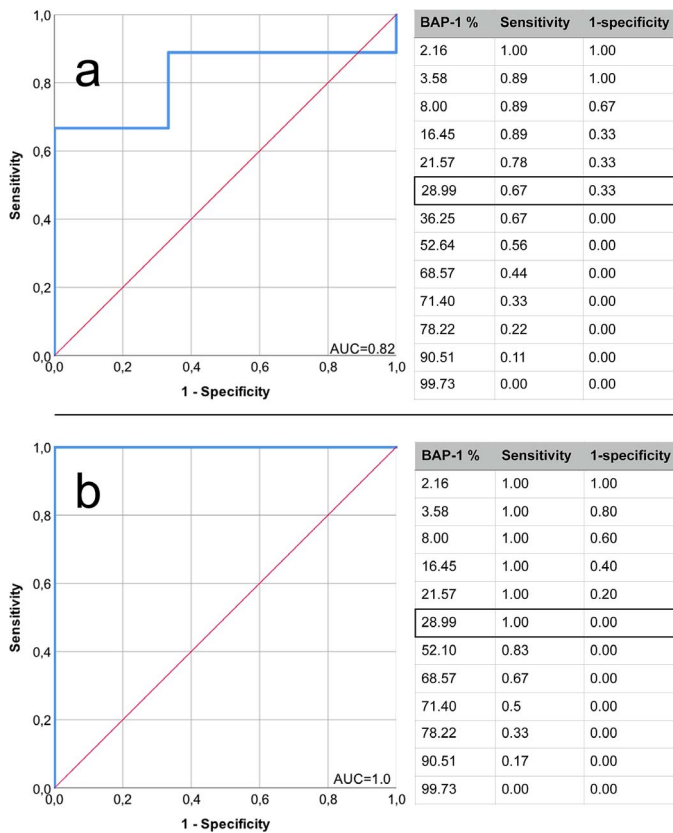 a
1,0
0,8
0,6
0,4
0,2
0,0
Sensitivity
0,0 0,2 0,4 0,6 0,8 1,0
1 - Specificity
AUC=0.82
BAP-1 % Sensitivity 1-specificity
2.16 1.00 1.00
3.58 0.89 1.00
8.00 0.89 0.67
16.45 0.89 0.33
21.57 0.78 0.33
28.99 0.67 0.33
36.25 0.67 0.00
52.64 0.56 0.00
68.57 0.44 0.00
71.40 0.33 0.00
78.22 0.22 0.00
90.51 0.11 0.00
99.73 0.00 0.00
b
1,0
0,8
0,6
0,4
0,2
0,0
Sensitivity
0,0 0,2 0,4 0,6 0,8 1,0
1 - Specificity
AUC=1.0
BAP-1 % Sensitivity 1-specificity
2.16 1.00 1.00
3.58 1.00 0.80
8.00 1.00 0.60
16.45 1.00 0.40
21.57 1.00 0.20
28.99 1.00 0.00
52.10 0.83 0.00
68.57 0.67 0.00
71.40 0.5 0.00
78.22 0.33 0.00
90.51 0.17 0.00
99.73 0.00 0.00